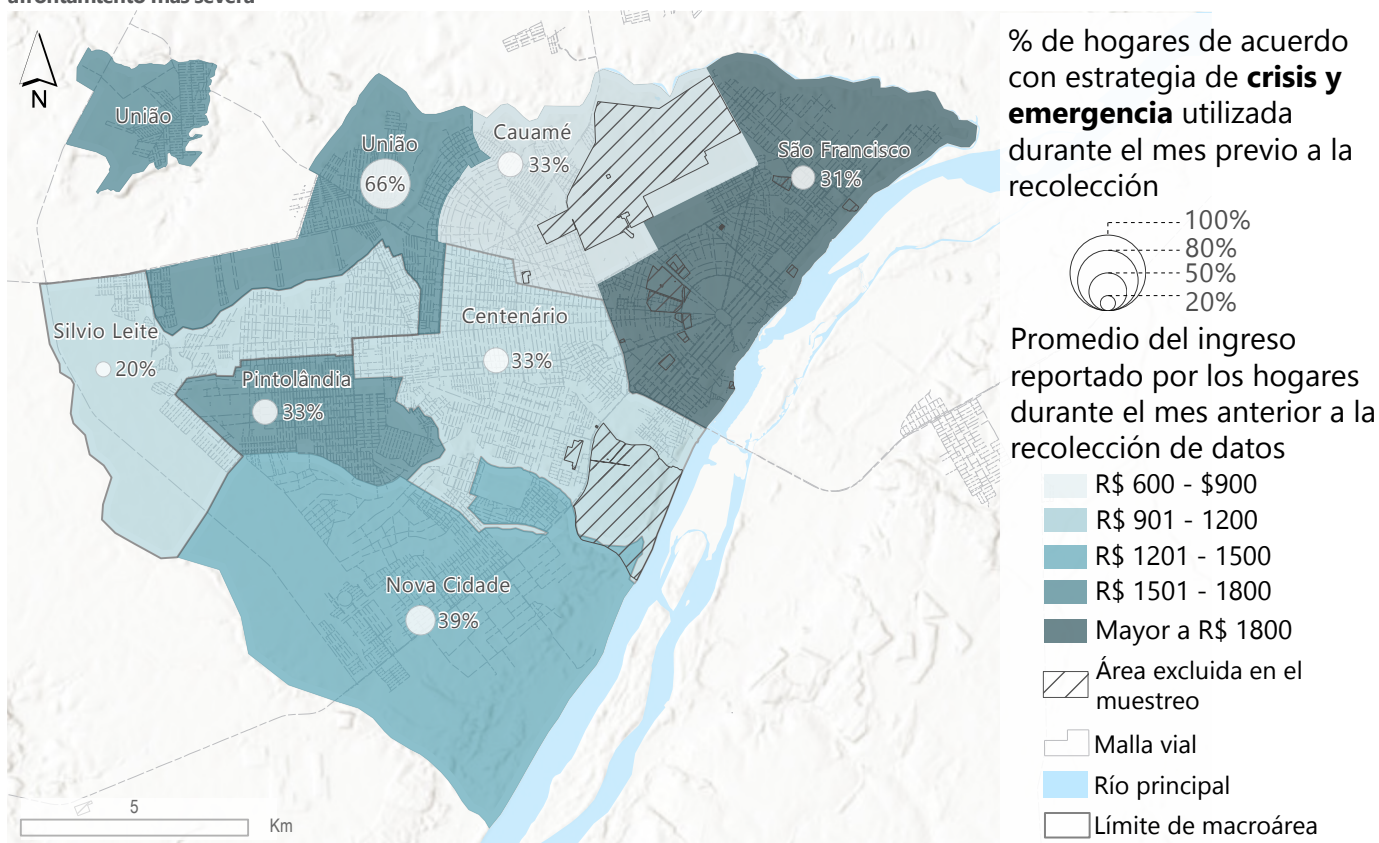 afrontamiento más severa
N
União
União
66%
Cauamé
33%
São Francisco
31%
Silvio Leite
20%
Centenário
33%
Pintolândia
33%
Nova Cidade
39%
5
Km
% de hogares de acuerdo
con estrategia de crisis y
emergencia utilizada
durante el mes previo a la
recolección
100%
80%
50%
20%
Promedio del ingreso
reportado por los hogares
durante el mes anterior a la
recolección de datos
R$ 600 - $900
R$ 901 - 1200
R$ 1201 - 1500
R$ 1501 - 1800
Mayor a R$ 1800
Área excluida en el
muestreo
Malla vial
Río principal
Límite de macroárea